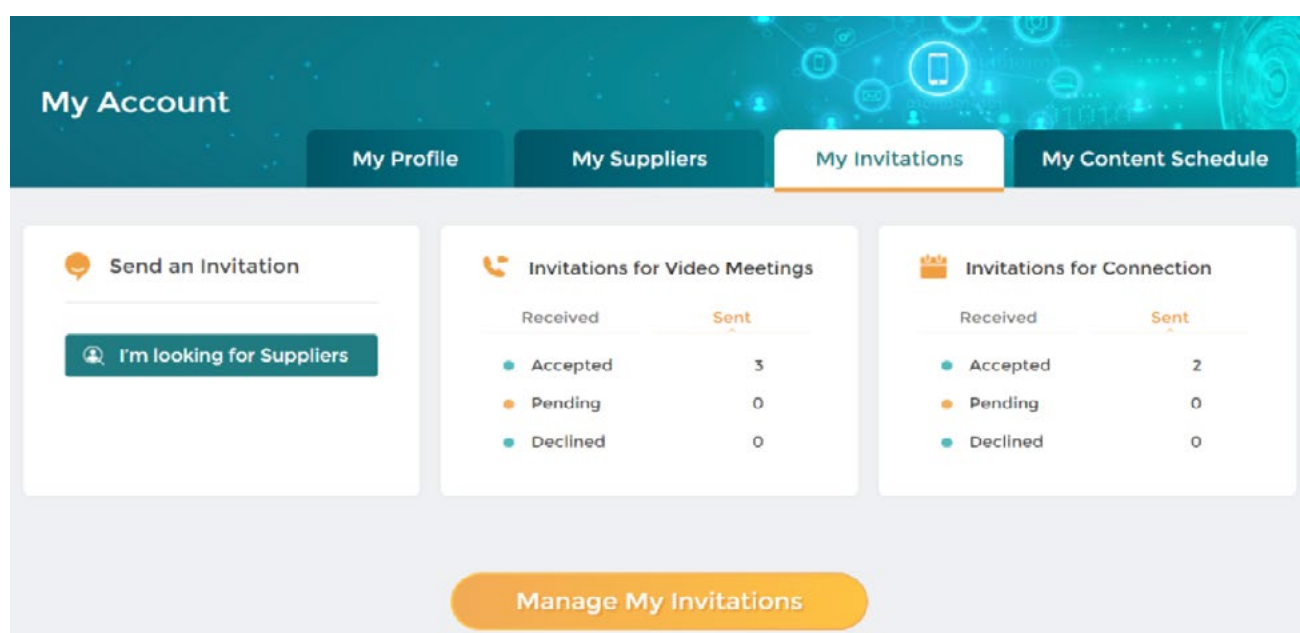 My Account
My Profile
My Suppliers
My Invitations
My Content Schedule
Send an Invitation
I'm looking for Suppliers
Invitations for Video Meetings
Received Sent
Accepted 3
Pending 0
Declined 0
Invitations for Connection
Received Sent
Accepted 2
Pending 0
Declined 0
Manage My Invitations